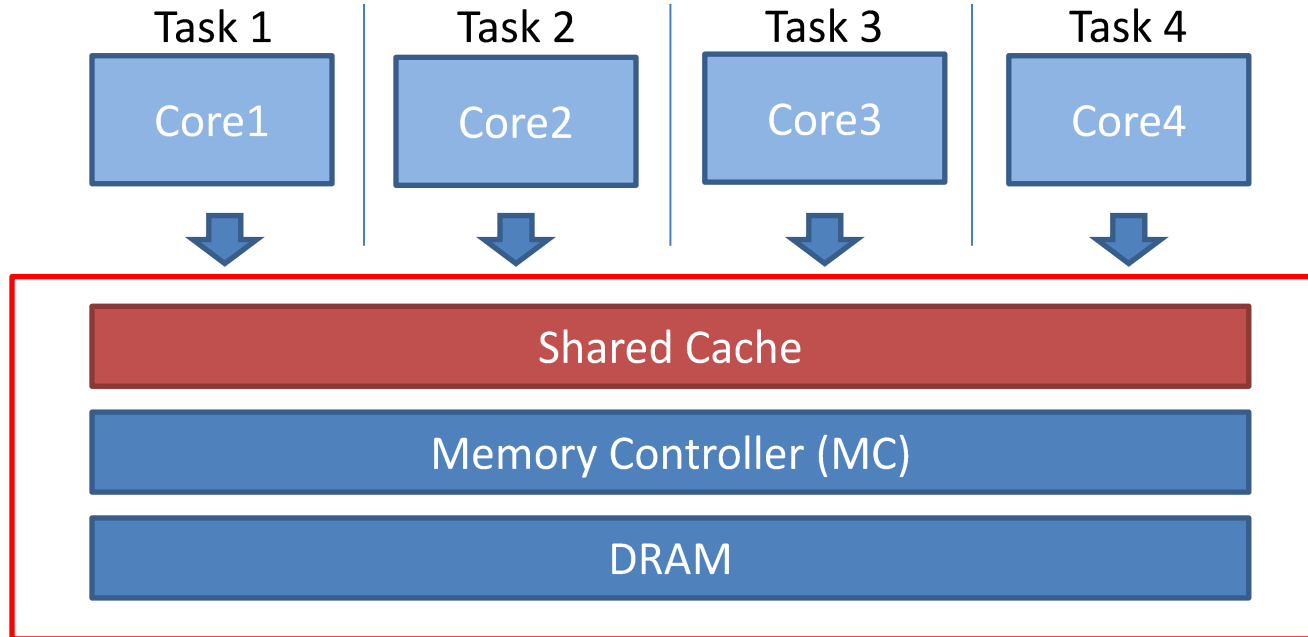 Task 1
Task 2
Task 3
Task 4
Core1
Core2
Core3
Core4
Shared Cache
Memory Controller (MC)
DRAM